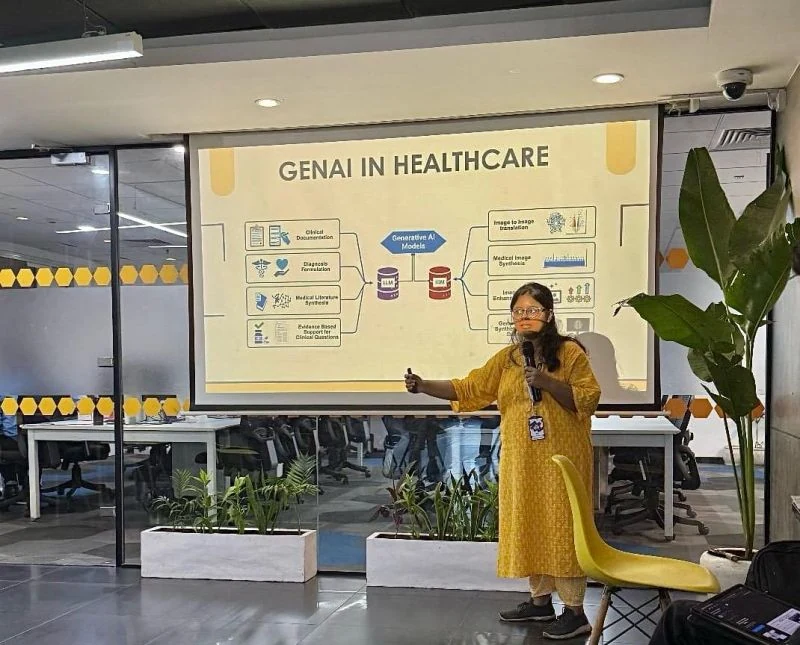 GENAI IN HEALTHCARE
Clinical
Documentation
Diagnosis
Formulation
Medical Literature
Synthesis
Evidence Based
Support for
Clinical Questions
Generative AI
Models
LLM
Image to Image
translation
Medical Image
Synthesis